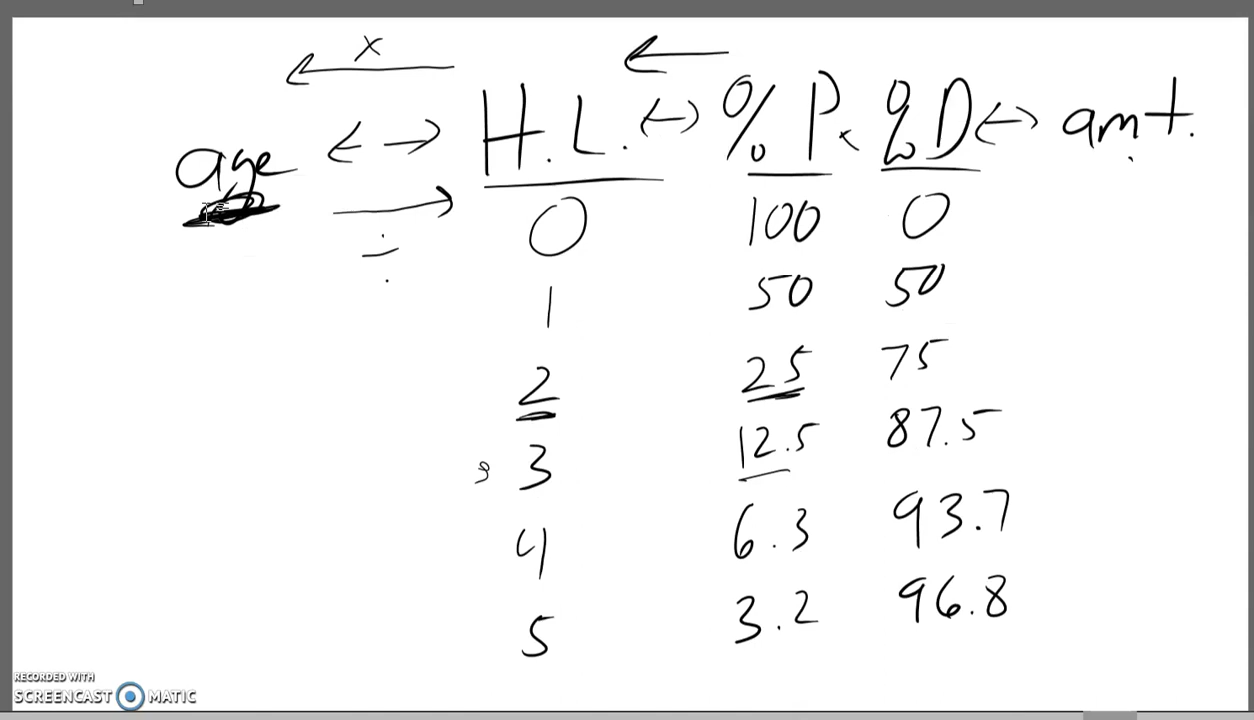 x ←
age ↔ H.L. ↔ %P. %D ↔ amt.
÷ → 0 100 0
1 50 50
2 25 75
3 12.5 87.5
4 6.3 93.7
5 3.2 96.8
RECORDED WITH
SCREENCAST MATIC